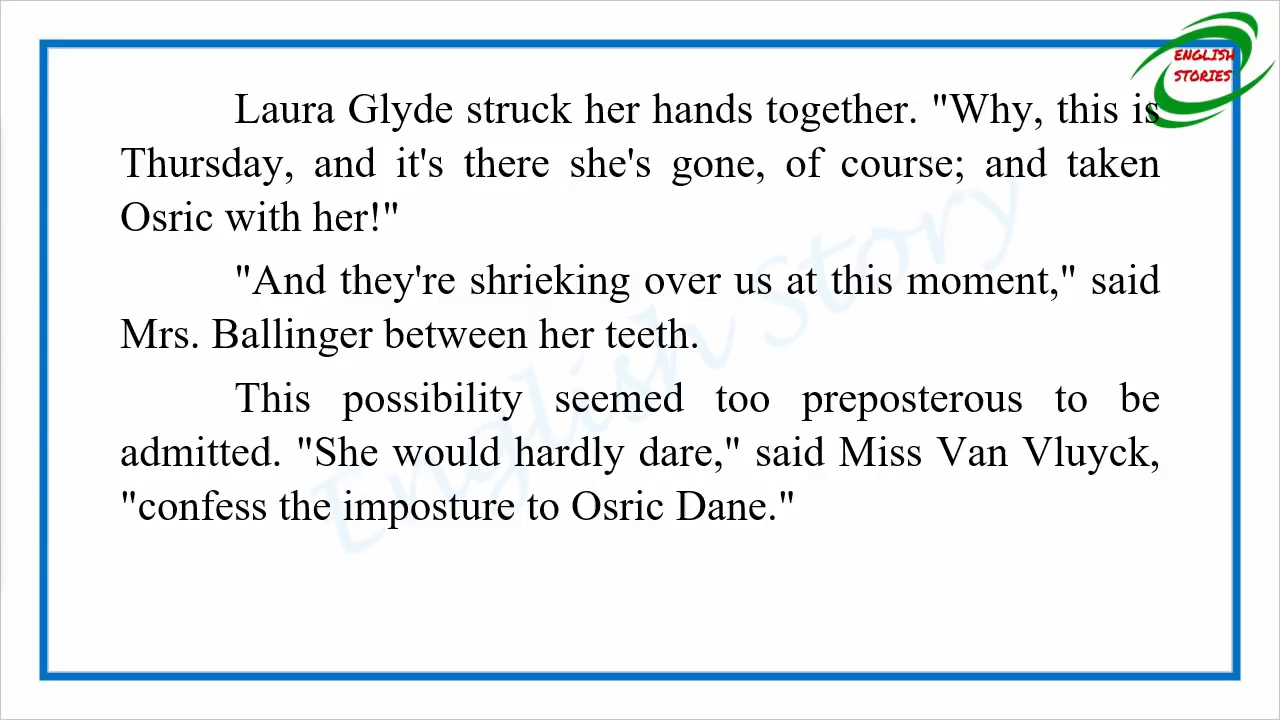 ENGLISH
STORIES
Laura Glyde struck her hands together. "Why, this is
Thursday, and it's there she's gone, of course; and taken
Osric with her!"
"And they're shrieking over us at this moment," said
Mrs. Ballinger between her teeth.
This possibility seemed too preposterous to be
admitted. "She would hardly dare," said Miss Van Vluyck,
"confess the imposture to Osric Dane."
English Story